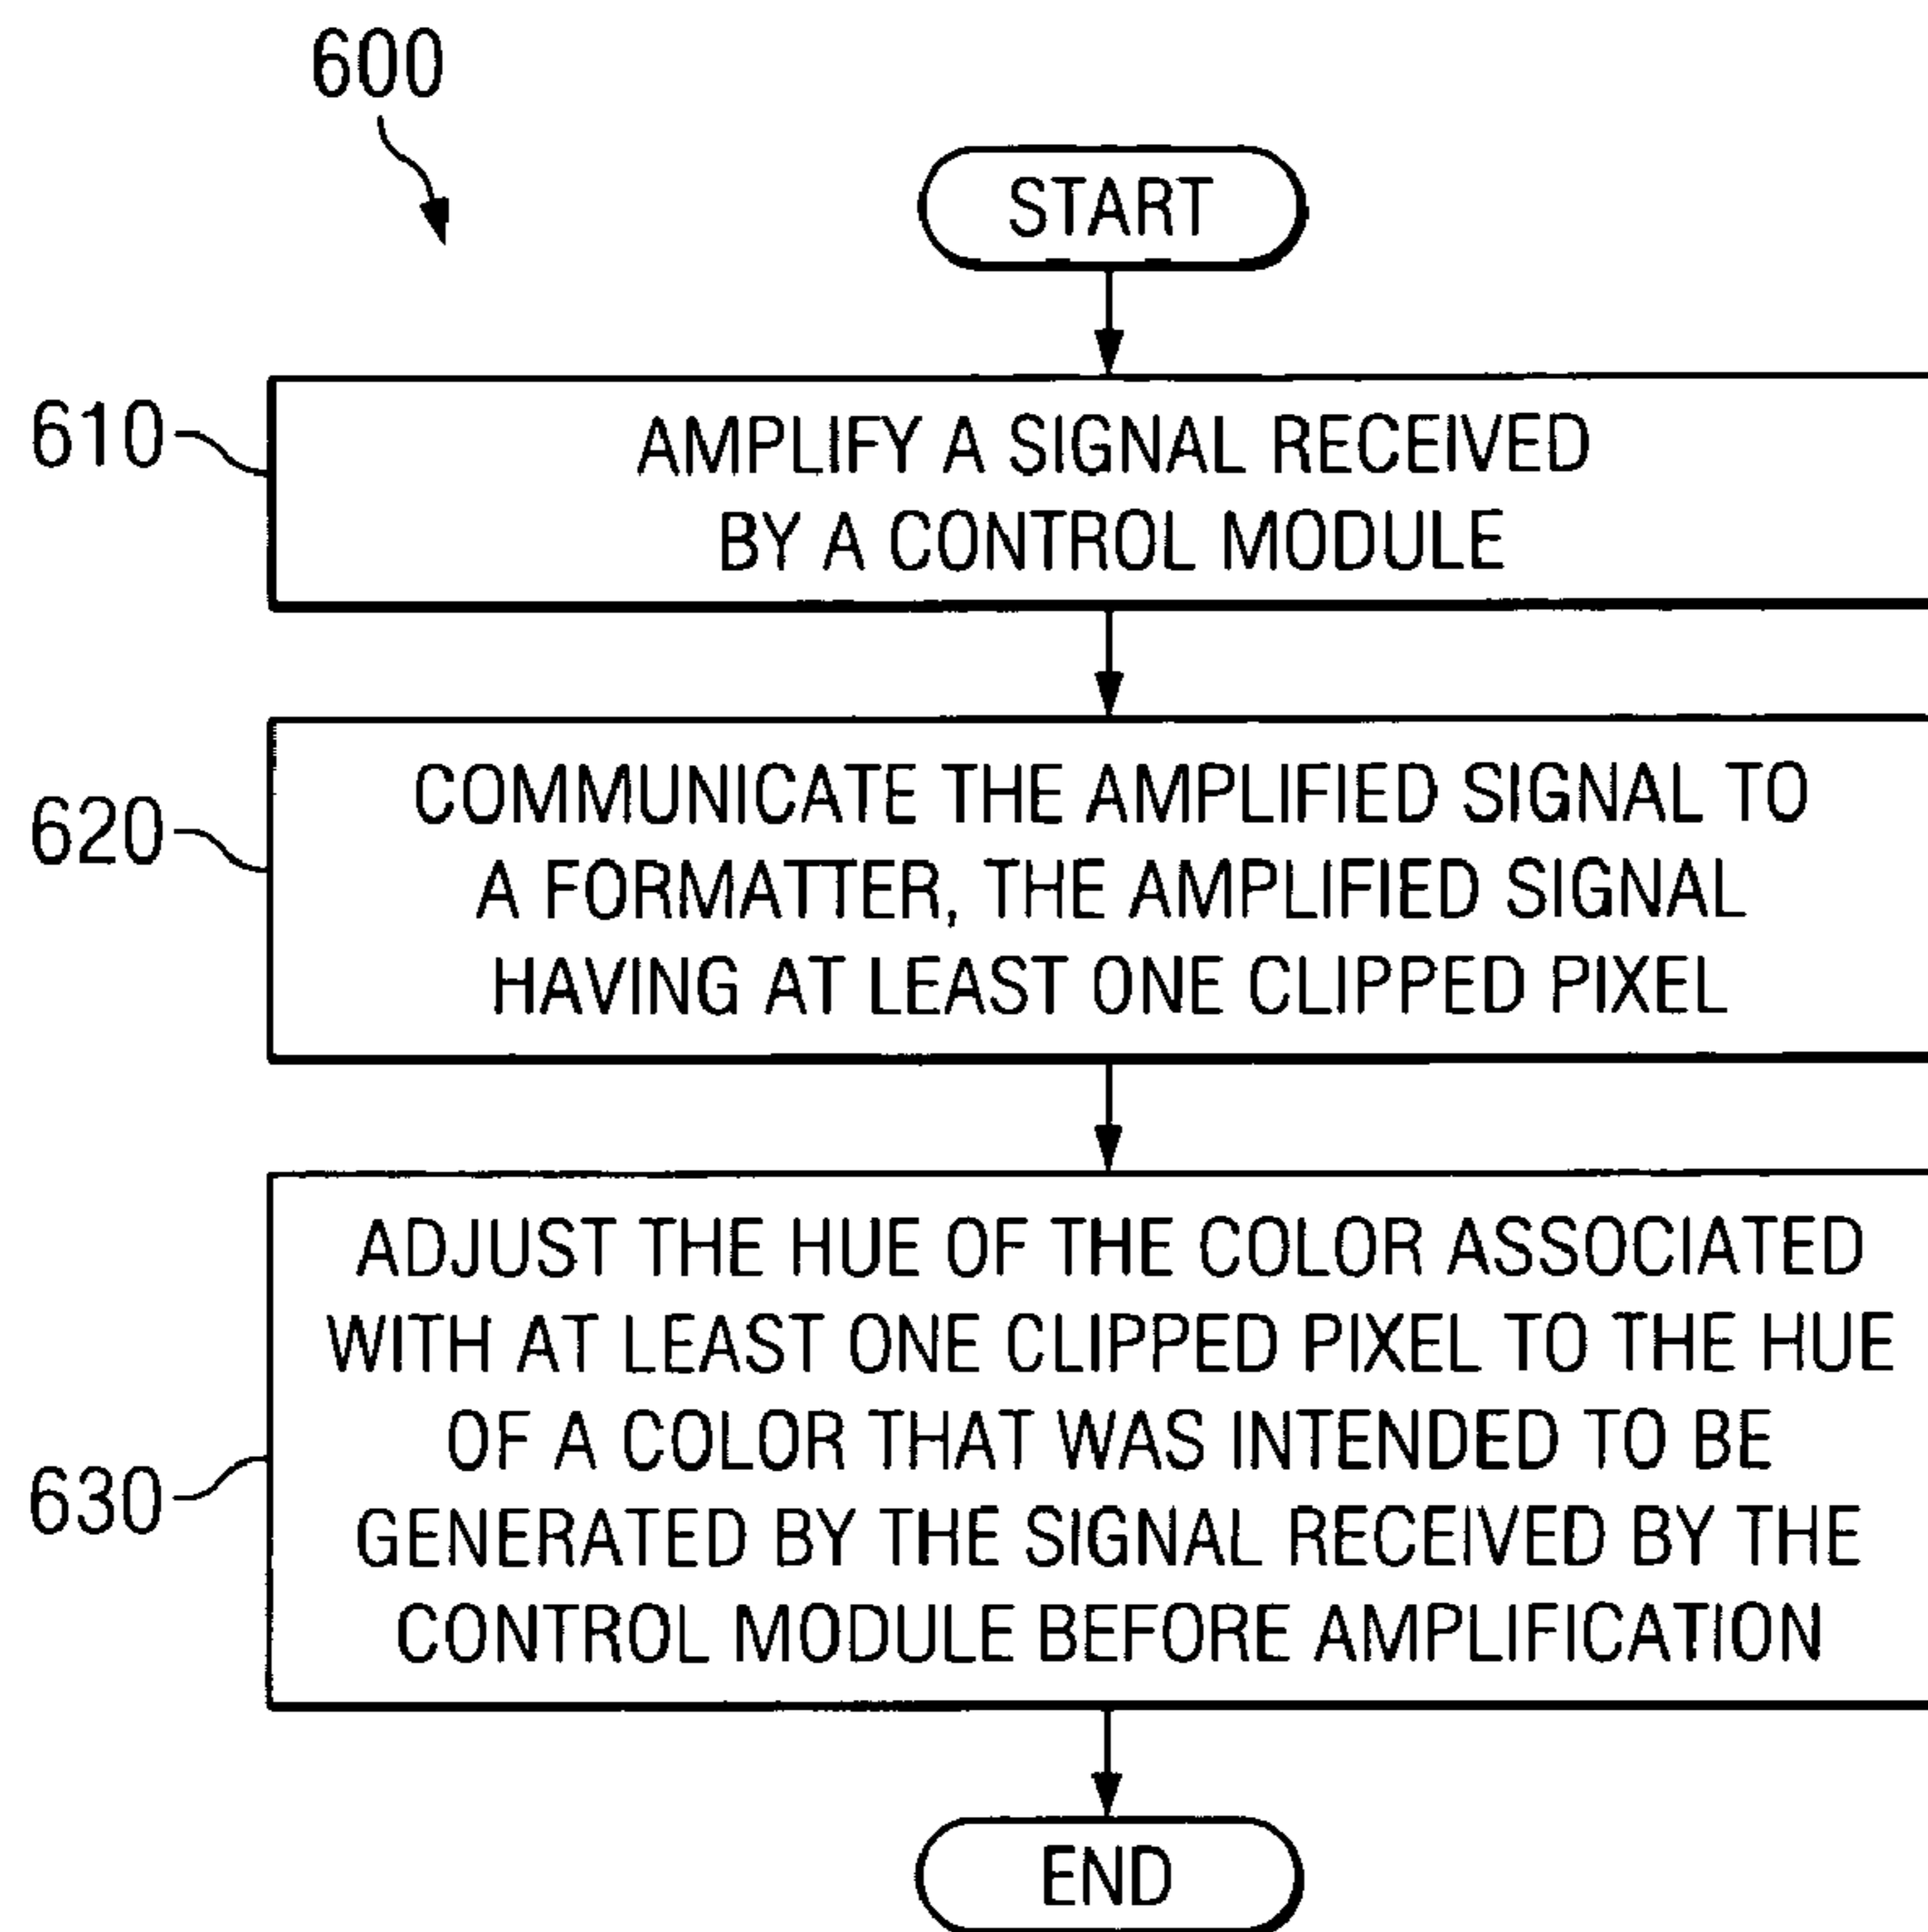 600
START
610
AMPLIFY A SIGNAL RECEIVED
BY A CONTROL MODULE
620
COMMUNICATE THE AMPLIFIED SIGNAL TO
A FORMATTER, THE AMPLIFIED SIGNAL
HAVING AT LEAST ONE CLIPPED PIXEL
630
ADJUST THE HUE OF THE COLOR ASSOCIATED
WITH AT LEAST ONE CLIPPED PIXEL TO THE HUE
OF A COLOR THAT WAS INTENDED TO BE
GENERATED BY THE SIGNAL RECEIVED BY THE
CONTROL MODULE BEFORE AMPLIFICATION
END